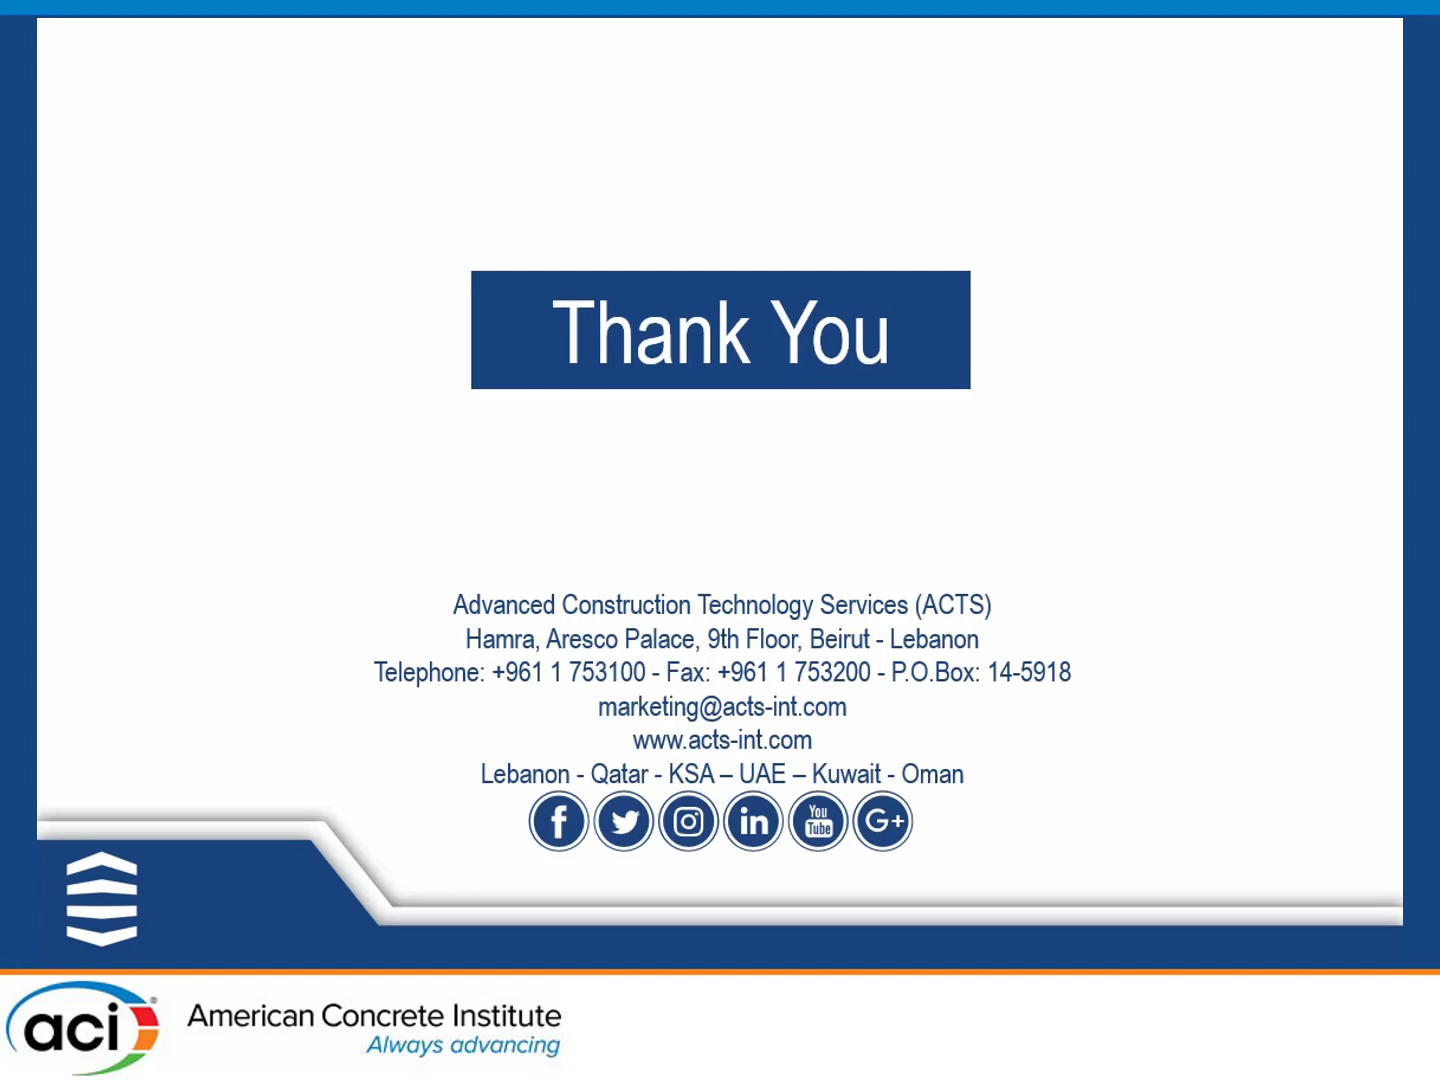 Thank You
Advanced Construction Technology Services (ACTS)
Hamra, Aresco Palace, 9th Floor, Beirut - Lebanon
Telephone: +961 1 753100 - Fax: +961 1 753200 - P.O.Box: 14-5918
marketing@acts-int.com
www.acts-int.com
Lebanon - Qatar - KSA – UAE – Kuwait - Oman
f in You Tube G+
aci® American Concrete Institute
Always advancing